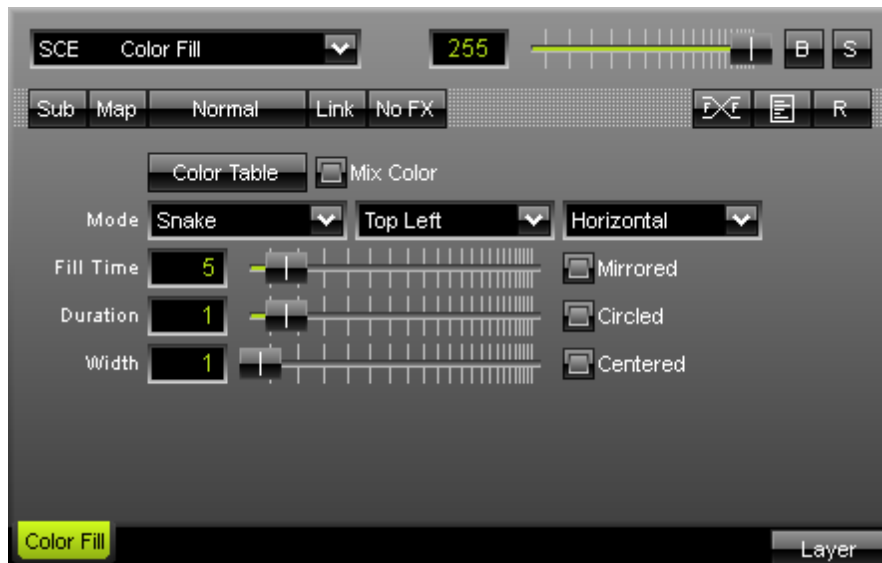 SCE Color Fill 255 B S
Sub Map Normal Link No FX R
Color Table Mix Color
Mode Snake Top Left Horizontal
Fill Time 5 Mirrored
Duration 1 Circled
Width 1 Centered
Color Fill Layer